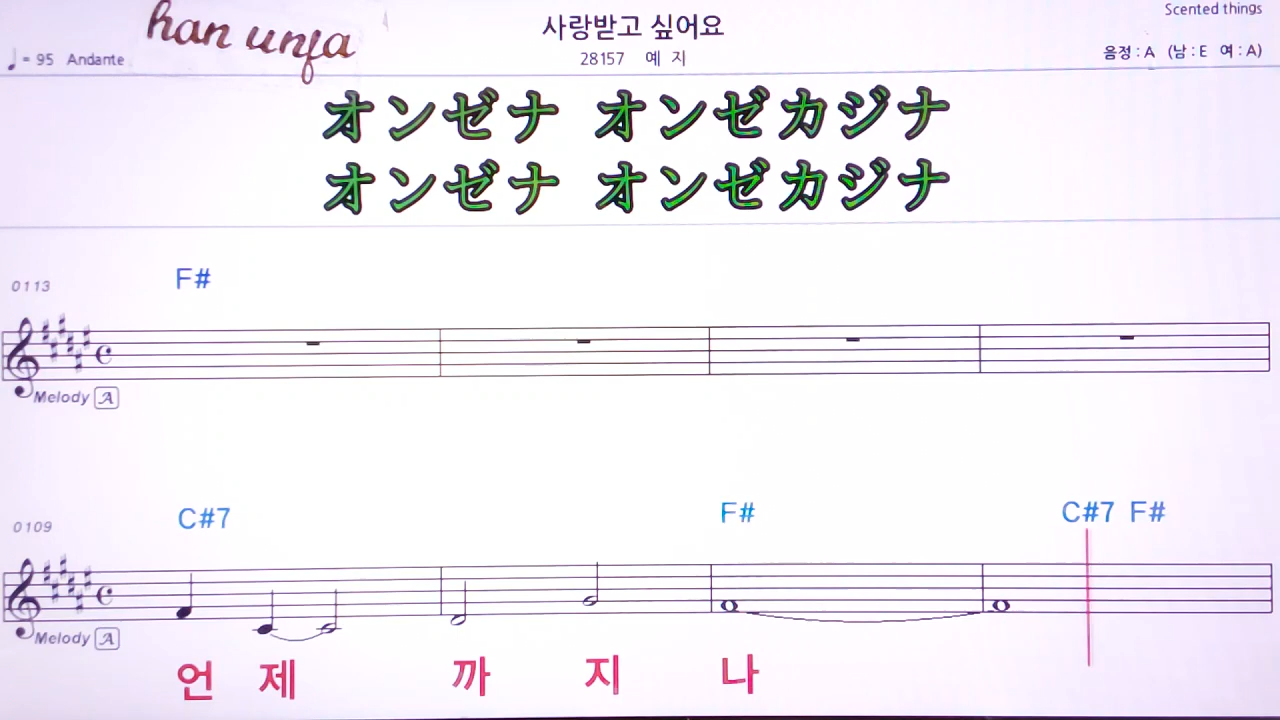 han unja
사랑받고 싶어요
Scented things
♩= 95 Andante
28157 예 지
음정 : A (남 : E 여 : A)
オンゼナ オンゼカジナ
オンゼナ オンゼカジナ
F#
0113
Melody A
C#7 F# C#7 F#
0109
Melody A
언 제 까 지 나